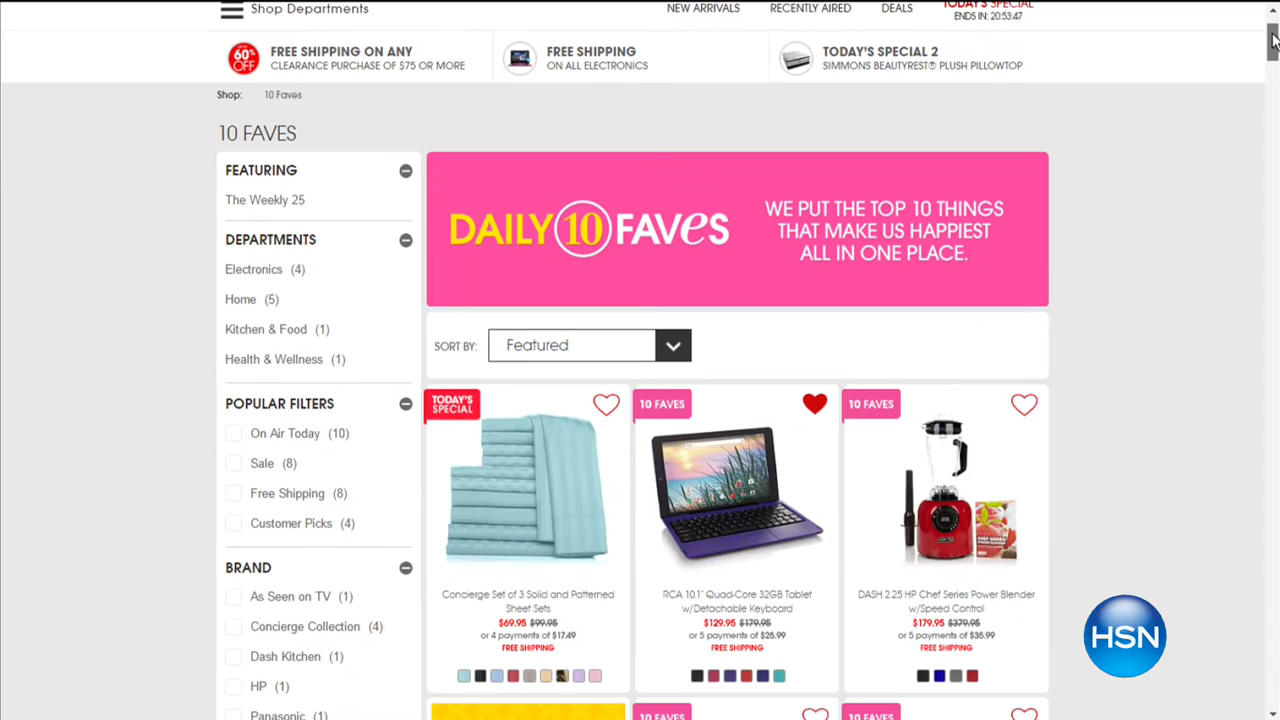 Shop Departments
NEW ARRIVALS
RECENTLY AIRED
DEALS
TODAY'S SPECIAL
ENDS IN: 20:53:47
UP TO
60%
OFF
FREE SHIPPING ON ANY
CLEARANCE PURCHASE OF $75 OR MORE
FREE SHIPPING
ON ALL ELECTRONICS
TODAY'S SPECIAL 2
SIMMONS BEAUTYREST® PLUSH PILLOWTOP
Shop: 10 Faves
10 FAVES
FEATURING
The Weekly 25
DEPARTMENTS
Electronics (4)
Home (5)
Kitchen & Food (1)
Health & Wellness (1)
POPULAR FILTERS
On Air Today (10)
Sale (8)
Free Shipping (8)
Customer Picks (4)
BRAND
As Seen on TV (1)
Concierge Collection (4)
Dash Kitchen (1)
HP (1)
Panasonic (1)
DAILY 10 FAVeS
WE PUT THE TOP 10 THINGS
THAT MAKE US HAPPIEST
ALL IN ONE PLACE.
SORT BY: Featured
TODAY'S
SPECIAL
Concierge Set of 3 Solid and Patterned
Sheet Sets
$69.95 $99.95
or 4 payments of $17.49
FREE SHIPPING
10 FAVES
RCA 10.1" Quad-Core 32GB Tablet
w/Detachable Keyboard
$129.95 $179.95
or 5 payments of $25.99
FREE SHIPPING
10 FAVES
DASH 2.25 HP Chef Series Power Blender
w/Speed Control
$179.95 $379.95
or 5 payments of $35.99
FREE SHIPPING
10 FAVES
10 FAVES
HSN